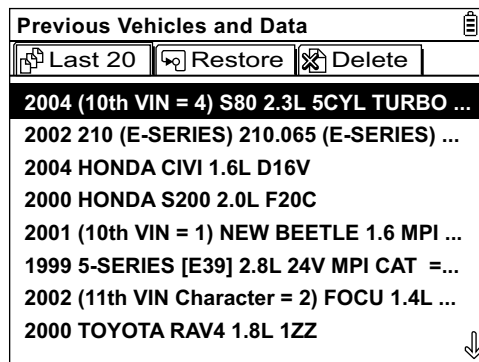 Previous Vehicles and Data
Last 20 Restore Delete
2004 (10th VIN = 4) S80 2.3L 5CYL TURBO ...
2002 210 (E-SERIES) 210.065 (E-SERIES) ...
2004 HONDA CIVI 1.6L D16V
2000 HONDA S200 2.0L F20C
2001 (10th VIN = 1) NEW BEETLE 1.6 MPI ...
1999 5-SERIES [E39] 2.8L 24V MPI CAT =...
2002 (11th VIN Character = 2) FOCU 1.4L ...
2000 TOYOTA RAV4 1.8L 1ZZ